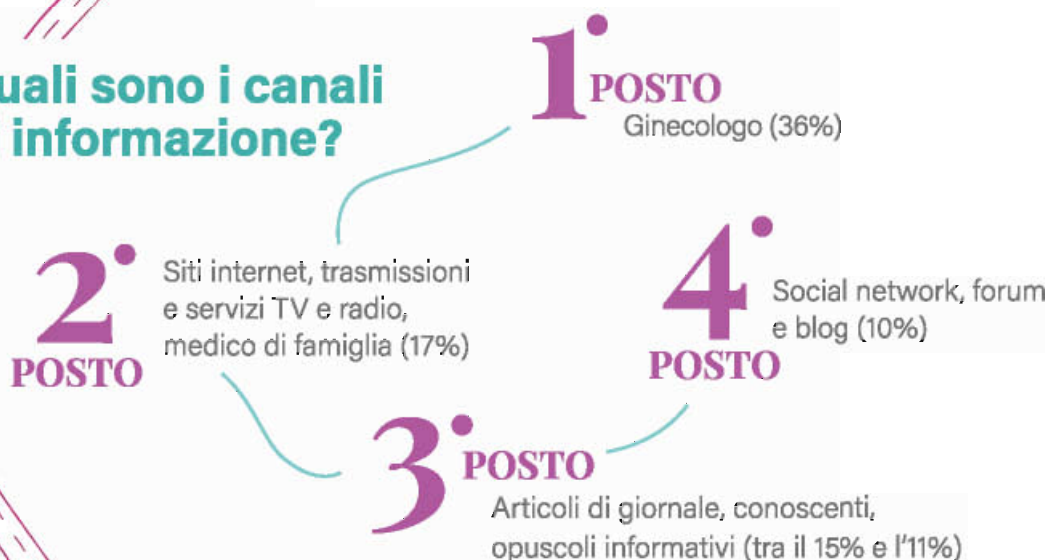 uali sono i canali
informazione?
1° POSTO
Ginecologo (36%)
2°
POSTO
Siti internet, trasmissioni
e servizi TV e radio,
medico di famiglia (17%)
3° POSTO
Articoli di giornale, conoscenti,
opuscoli informativi (tra il 15% e l'11%)
4°
POSTO
Social network, forum
e blog (10%)